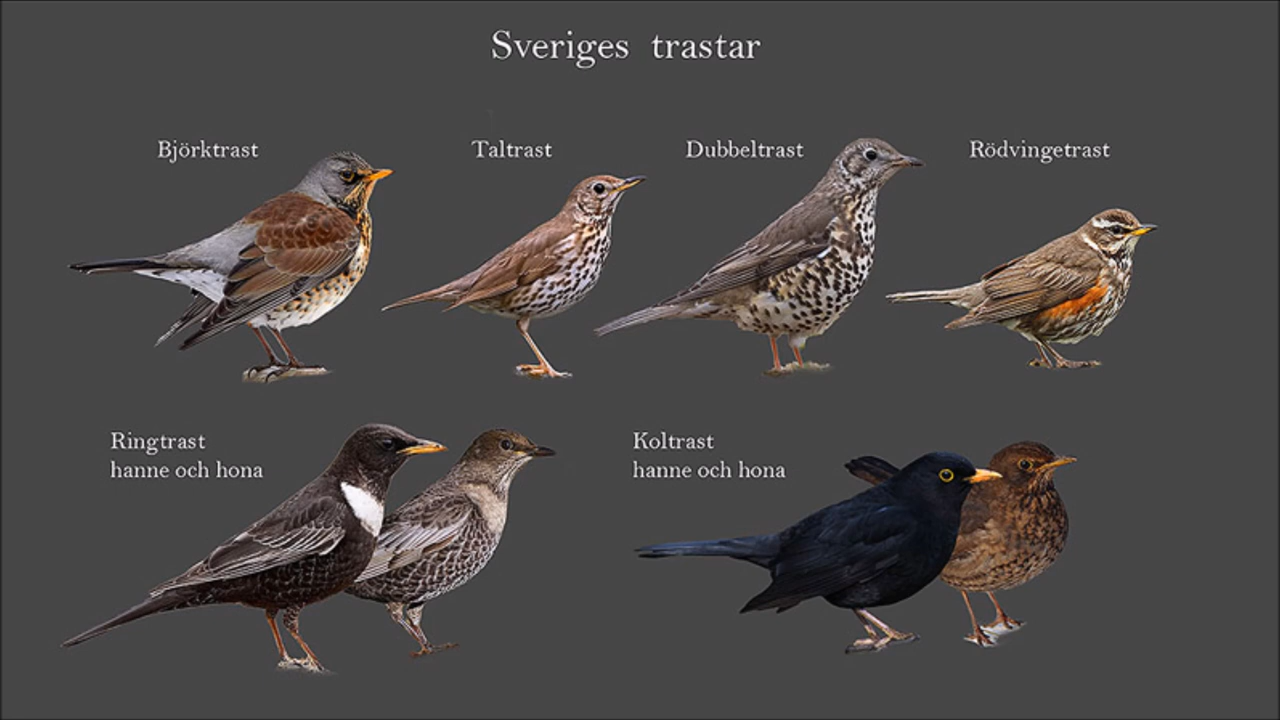 Sveriges trastar
Björktrast
Taltrast
Dubbeltrast
Rödvingetrast
Ringtrast
hanne och hona
Koltrast
hanne och hona